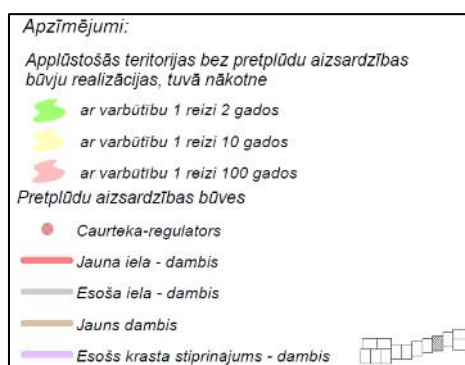 Apzīmējumi:
Applūstošās teritorijas bez pretplūdu aizsardzības
būvju realizācijas, tuvā nākotne
ar varbūtību 1 reizi 2 gados
ar varbūtību 1 reizi 10 gados
ar varbūtību 1 reizi 100 gados
Pretplūdu aizsardzības būves
Caurteka-regulators
Jauna iela - dambis
Esoša iela - dambis
Jauns dambis
Esošs krasta stiprinājums - dambis